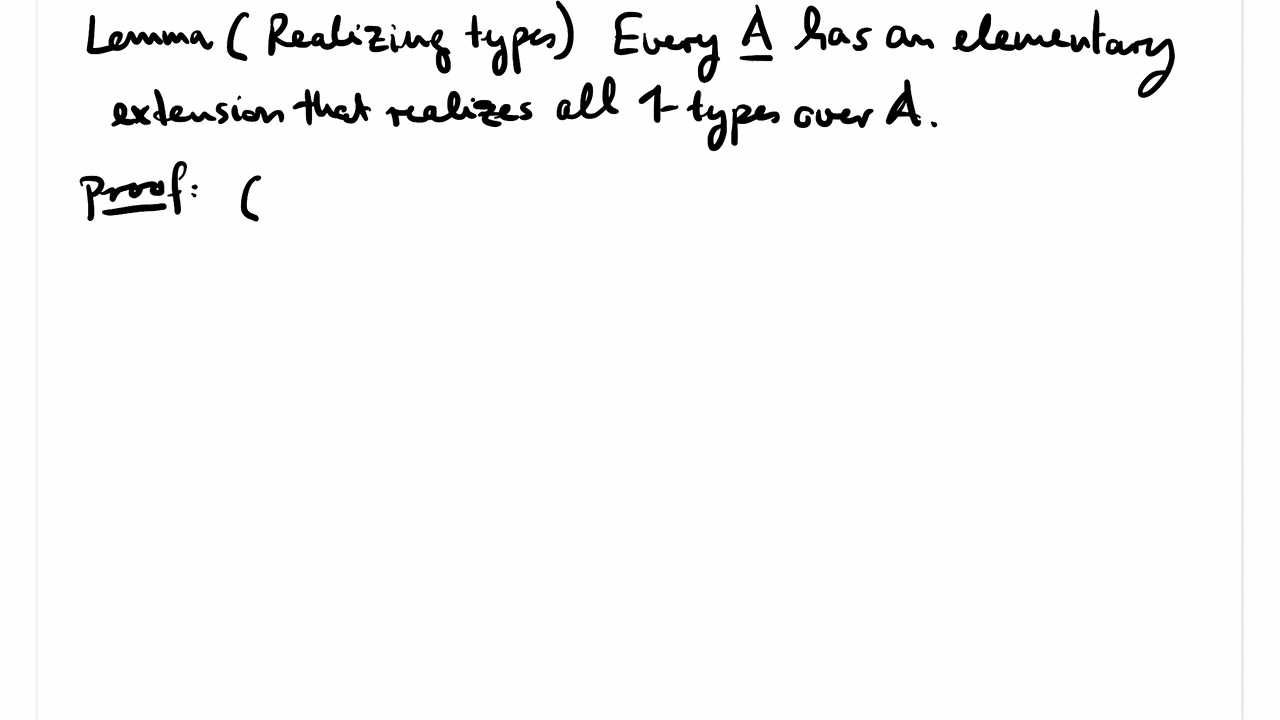 Lemma (Realizing types) Every A has an elementary
extension that realizes all 1-types over A.
Proof: (